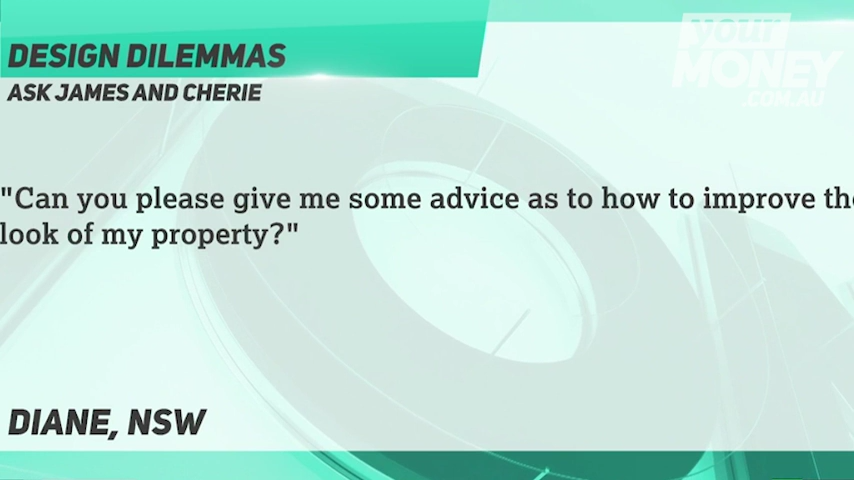 DESIGN DILEMMAS
your
MONEY
.COM.AU
ASK JAMES AND CHERIE
"Can you please give me some advice as to how to improve the
look of my property?"
DIANE, NSW